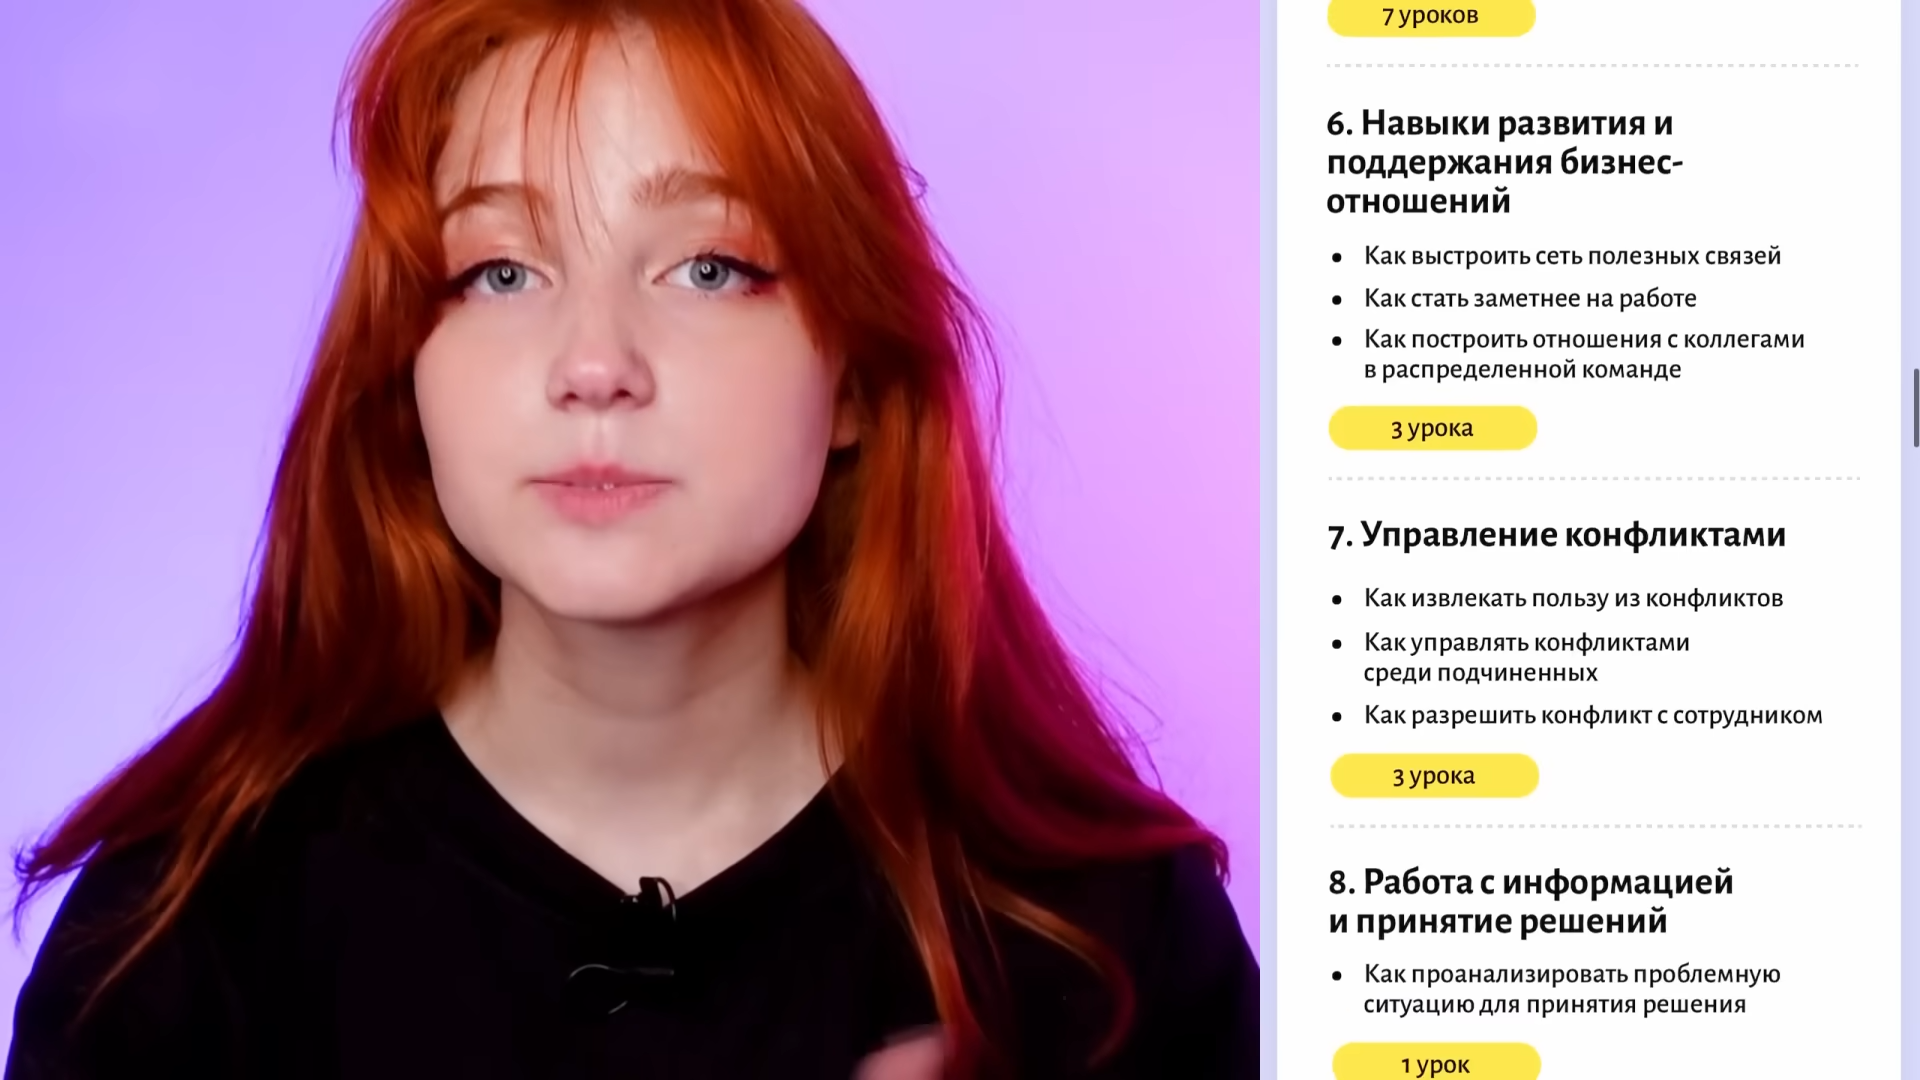 7 уроков
6. Навыки развития и
поддержания бизнес-
отношений
• Как выстроить сеть полезных связей
• Как стать заметнее на работе
• Как построить отношения с коллегами
в распределенной команде
3 урока
7. Управление конфликтами
• Как извлекать пользу из конфликтов
• Как управлять конфликтами
среди подчиненных
• Как разрешить конфликт с сотрудником
3 урока
8. Работа с информацией
и принятие решений
• Как проанализировать проблемную
ситуацию для принятия решения
1 урок